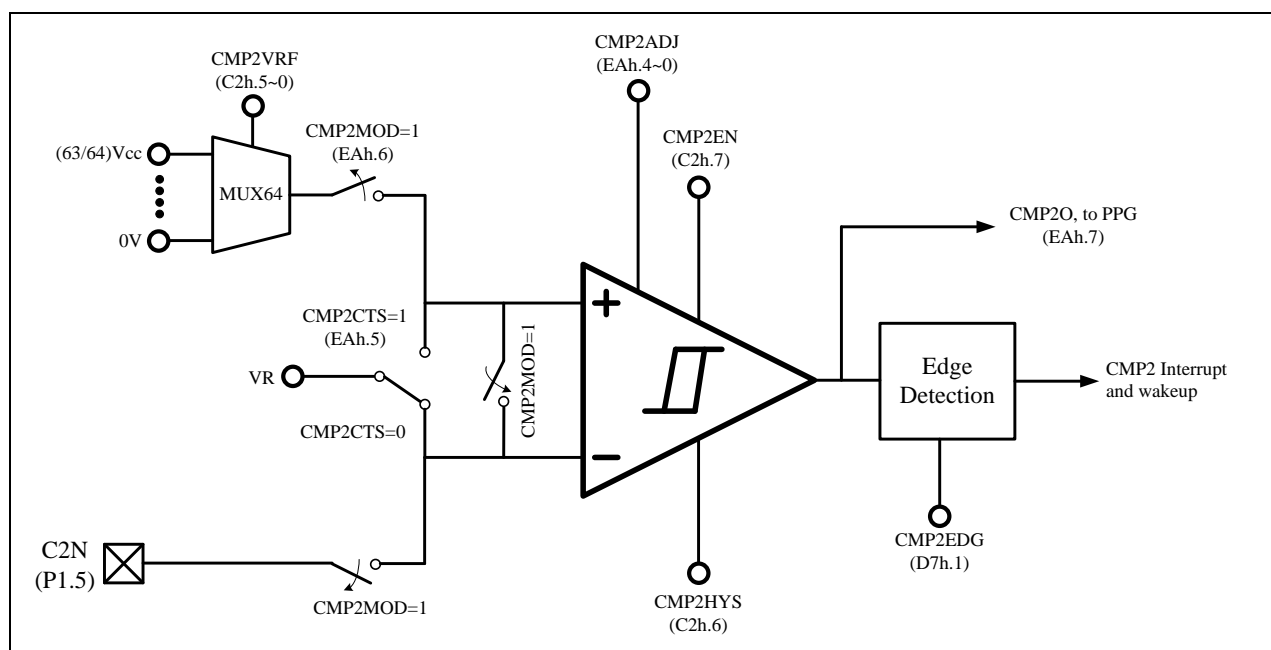 CMP2VRF
(C2h.5~0)
CMP2ADJ
(EAh.4~0)
CMP2MOD=1
(EAh.6)
CMP2EN
(C2h.7)
(63/64)Vcc
MUX64
0V
CMP2O, to PPG
(EAh.7)
CMP2CTS=1
(EAh.5)
+
CMP2MOD=1
VR
Edge
Detection
CMP2 Interrupt
and wakeup
CMP2CTS=0
−
C2N
(P1.5)
CMP2MOD=1
CMP2EDG
(D7h.1)
CMP2HYS
(C2h.6)